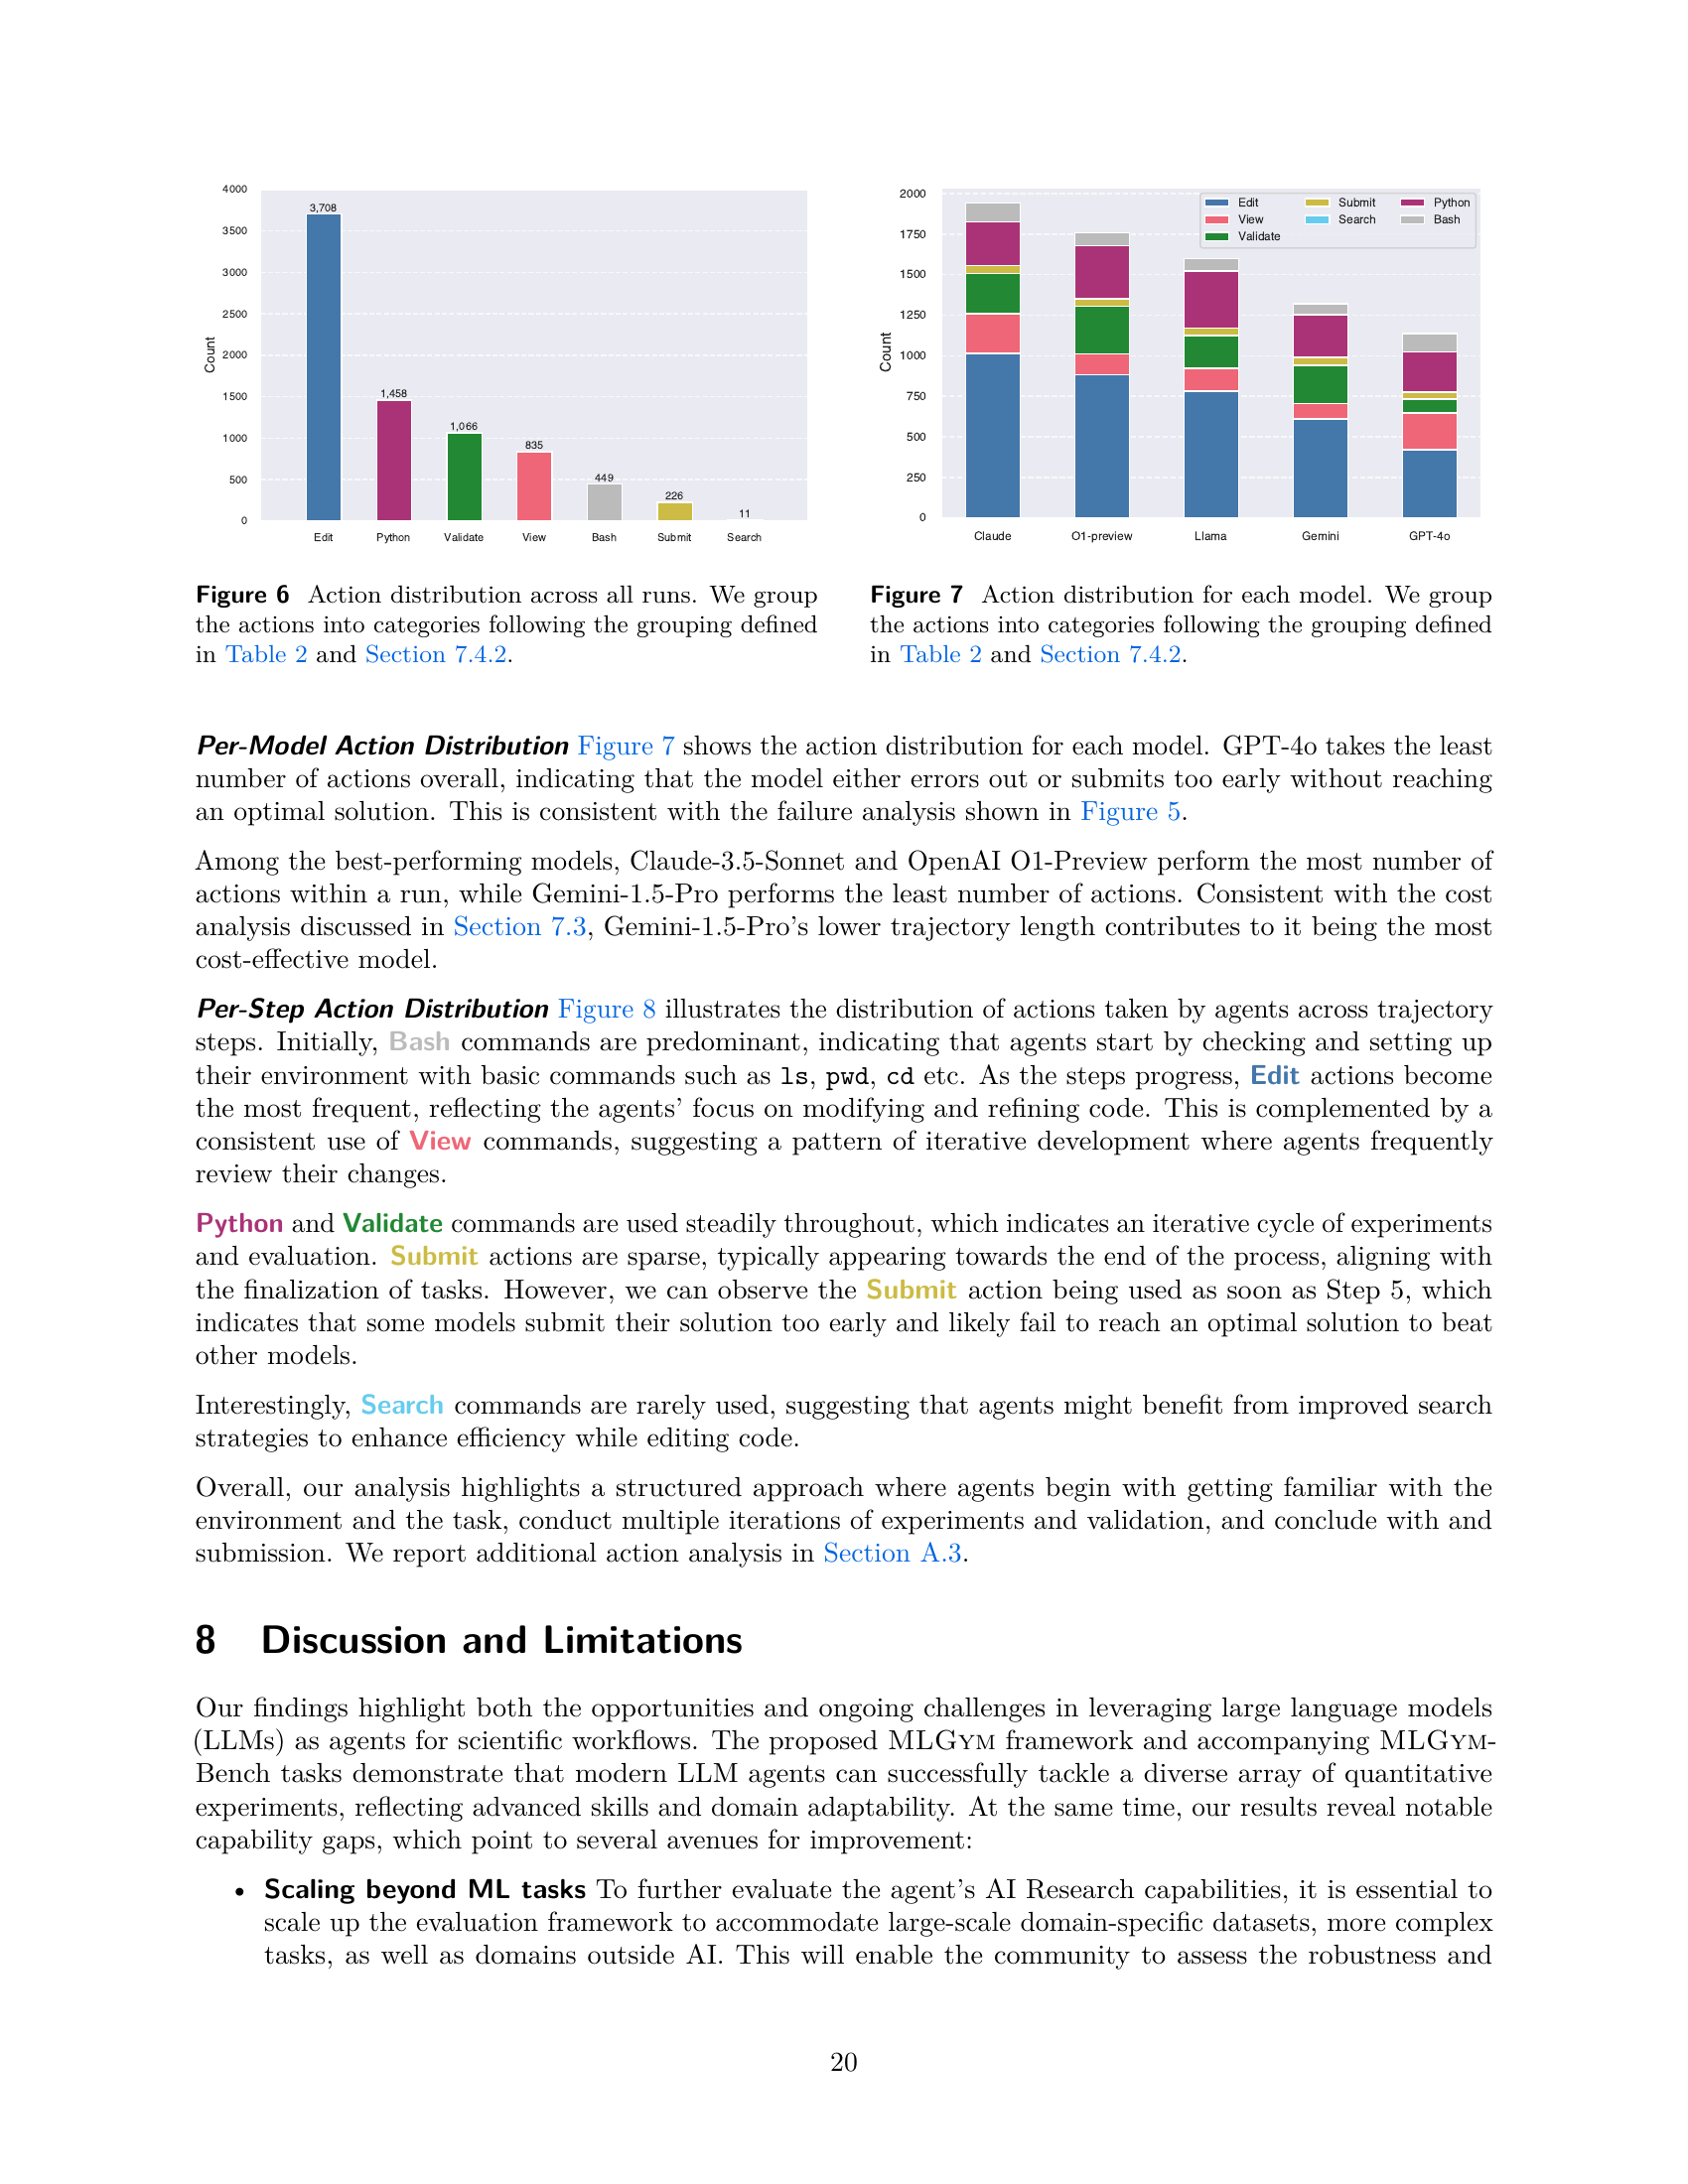 4000
3500
3000
2500
2000
1500
1000
500
0
Count
3,708
1,458
1,066
835
449
226
11
Edit Python Validate View Bash Submit Search
2000
1750
1500
1250
1000
750
500
250
0
Count
Edit Submit Python
View Search Bash
Validate
Claude O1-preview Llama Gemini GPT-4o
Figure 6 Action distribution across all runs. We group
the actions into categories following the grouping defined
in Table 2 and Section 7.4.2.
Figure 7 Action distribution for each model. We group
the actions into categories following the grouping defined
in Table 2 and Section 7.4.2.
Per-Model Action Distribution Figure 7 shows the action distribution for each model. GPT-4o takes the least
number of actions overall, indicating that the model either errors out or submits too early without reaching
an optimal solution. This is consistent with the failure analysis shown in Figure 5.
Among the best-performing models, Claude-3.5-Sonnet and OpenAI O1-Preview perform the most number of
actions within a run, while Gemini-1.5-Pro performs the least number of actions. Consistent with the cost
analysis discussed in Section 7.3, Gemini-1.5-Pro's lower trajectory length contributes to it being the most
cost-effective model.
Per-Step Action Distribution Figure 8 illustrates the distribution of actions taken by agents across trajectory
steps. Initially, Bash commands are predominant, indicating that agents start by checking and setting up
their environment with basic commands such as ls, pwd, cd etc. As the steps progress, Edit actions become
the most frequent, reflecting the agents' focus on modifying and refining code. This is complemented by a
consistent use of View commands, suggesting a pattern of iterative development where agents frequently
review their changes.
Python and Validate commands are used steadily throughout, which indicates an iterative cycle of experiments
and evaluation. Submit actions are sparse, typically appearing towards the end of the process, aligning with
the finalization of tasks. However, we can observe the Submit action being used as soon as Step 5, which
indicates that some models submit their solution too early and likely fail to reach an optimal solution to beat
other models.
Interestingly, Search commands are rarely used, suggesting that agents might benefit from improved search
strategies to enhance efficiency while editing code.
Overall, our analysis highlights a structured approach where agents begin with getting familiar with the
environment and the task, conduct multiple iterations of experiments and validation, and conclude with and
submission. We report additional action analysis in Section A.3.
8 Discussion and Limitations
Our findings highlight both the opportunities and ongoing challenges in leveraging large language models
(LLMs) as agents for scientific workflows. The proposed MLGYM framework and accompanying MLGYM-
Bench tasks demonstrate that modern LLM agents can successfully tackle a diverse array of quantitative
experiments, reflecting advanced skills and domain adaptability. At the same time, our results reveal notable
capability gaps, which point to several avenues for improvement:
• Scaling beyond ML tasks To further evaluate the agent's AI Research capabilities, it is essential to
scale up the evaluation framework to accommodate large-scale domain-specific datasets, more complex
tasks, as well as domains outside AI. This will enable the community to assess the robustness and
20